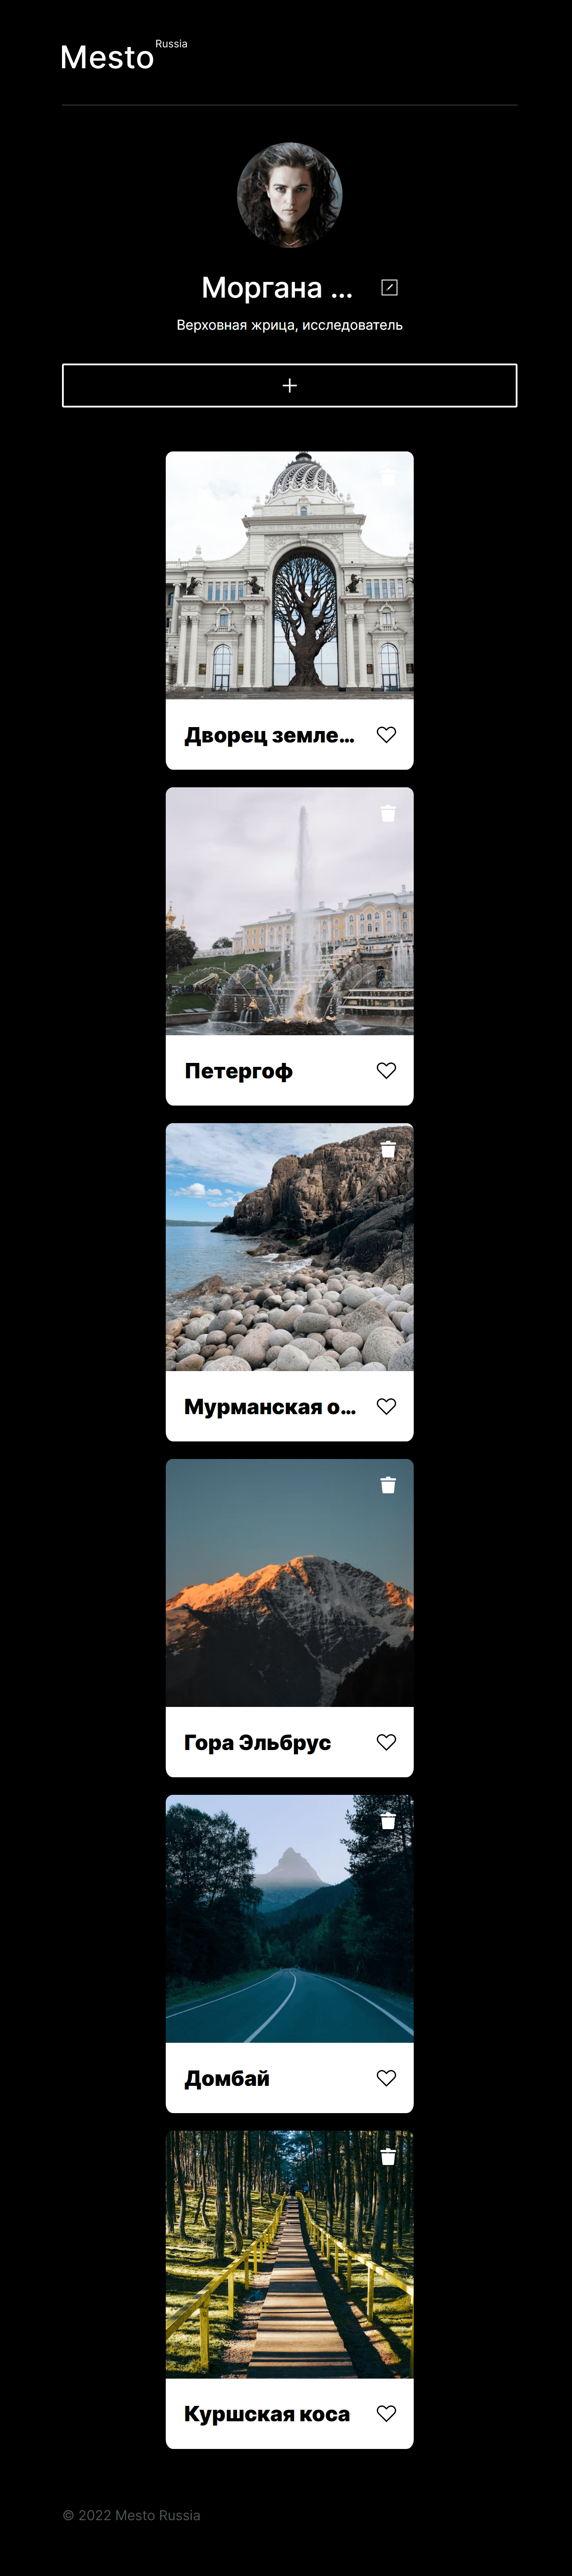 Mesto Russia
Моргана ...
Верховная жрица, исследователь
Дворец земле...
Петергоф
Мурманская о...
Гора Эльбрус
Домбай
Куршская коса
© 2022 Mesto Russia